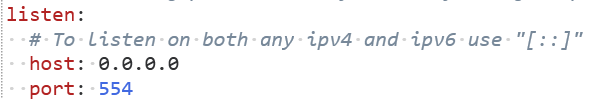 listen:
  # To listen on both any ipv4 and ipv6 use "[::]"
  host: 0.0.0.0
  port: 554